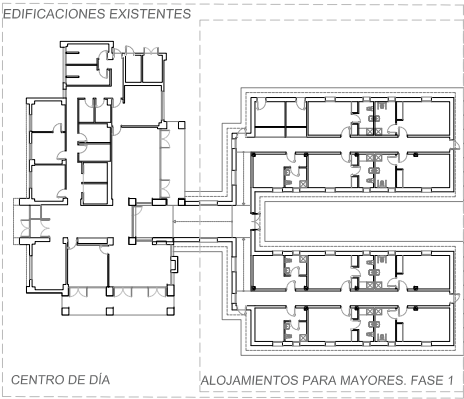 EDIFICACIONES EXISTENTES
CENTRO DE DÍA
ALOJAMIENTOS PARA MAYORES. FASE 1